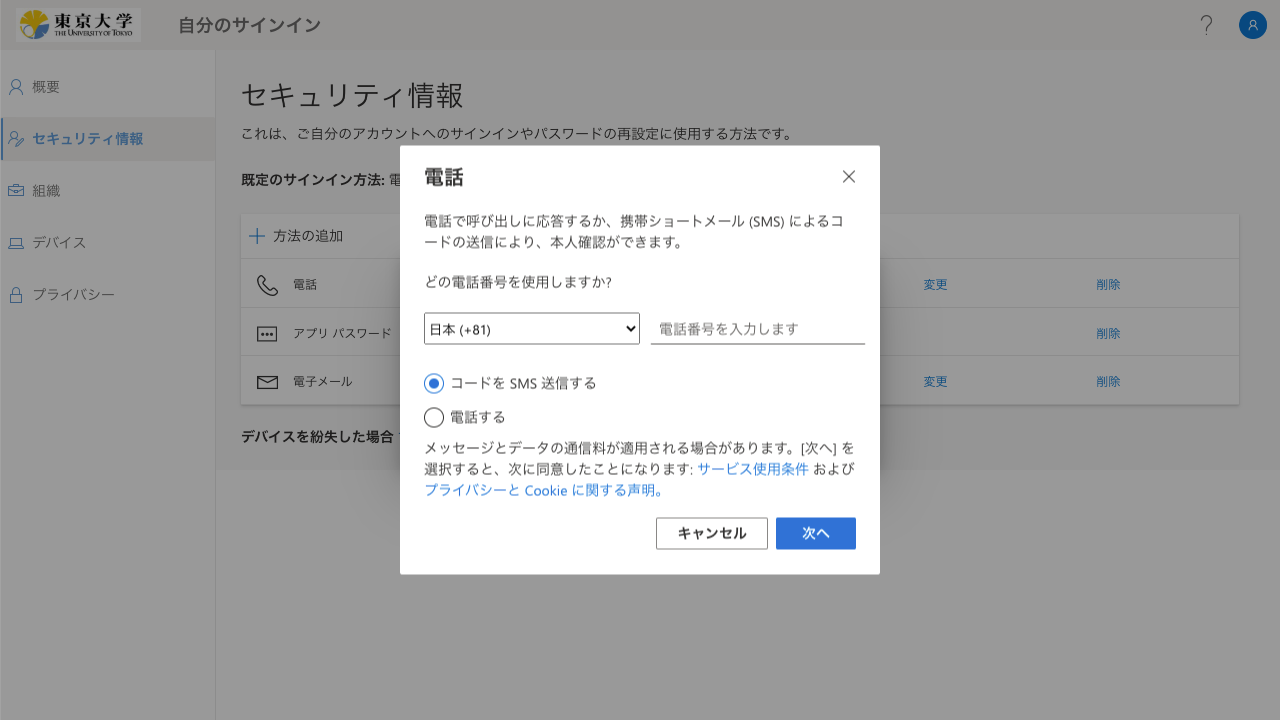 東京大学
THE UNIVERSITY OF TOKYO
自分のサインイン
概要
セキュリティ情報
組織
デバイス
プライバシー
セキュリティ情報
これは、ご自分のアカウントへのサインインやパスワードの再設定に使用する方法です。
既定のサインイン方法: 電
方法の追加
電話 変更 削除
アプリ パスワード 削除
電子メール 変更 削除
デバイスを紛失した場合
電話
電話で呼び出しに応答するか、携帯ショートメール (SMS) によるコ
ードの送信により、本人確認ができます。
どの電話番号を使用しますか?
日本 (+81) 電話番号を入力します
コードを SMS 送信する
電話する
メッセージとデータの通信料が適用される場合があります。[次へ] を
選択すると、次に同意したことになります: サービス使用条件 および
プライバシーと Cookie に関する声明。
キャンセル 次へ